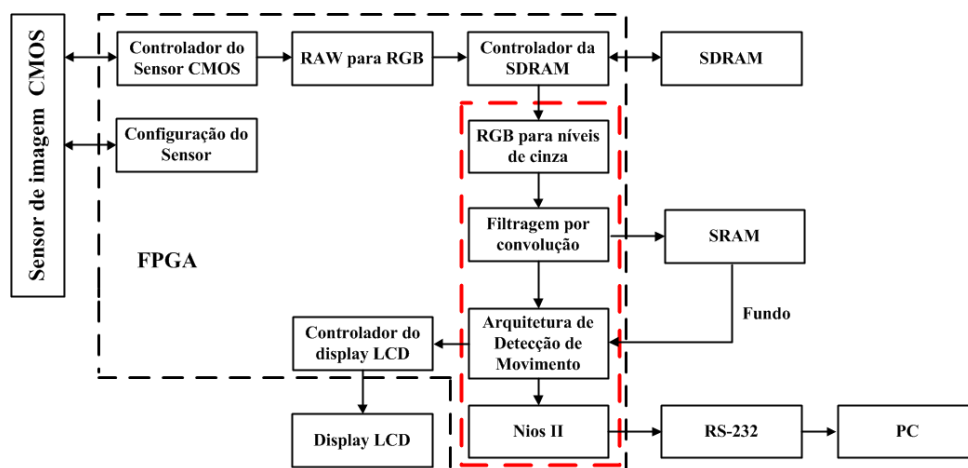 Sensor de imagem CMOS
Controlador do
Sensor CMOS
RAW para RGB
Controlador da
SDRAM
SDRAM
Configuração do
Sensor
RGB para níveis
de cinza
Filtragem por
convolução
SRAM
FPGA
Fundo
Controlador do
display LCD
Arquitetura de
Detecção de
Movimento
Display LCD
Nios II
RS-232
PC